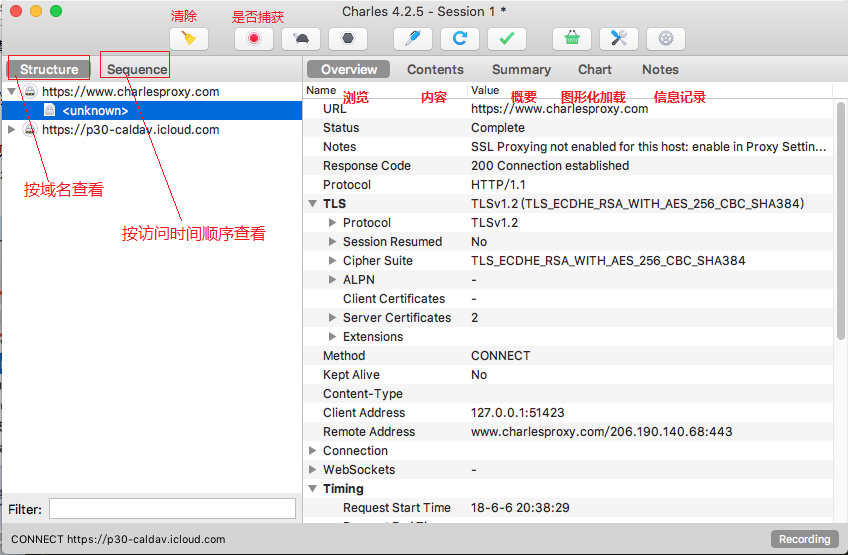 Charles 4.2.5 - Session 1 *
清除
是否捕获
Structure
Sequence
Overview
Contents
Summary
Chart
Notes
https://www.charlesproxy.com
<unknown>
https://p30-caldav.icloud.com
按域名查看
按访问时间顺序查看
Name Value
浏览 内容 概要 图形化加载 信息记录
URL https://www.charlesproxy.com
Status Complete
Notes SSL Proxying not enabled for this host: enable in Proxy Settin...
Response Code 200 Connection established
Protocol HTTP/1.1
TLS TLSv1.2 (TLS_ECDHE_RSA_WITH_AES_256_CBC_SHA384)
Protocol TLSv1.2
Session Resumed No
Cipher Suite TLS_ECDHE_RSA_WITH_AES_256_CBC_SHA384
ALPN -
Client Certificates -
Server Certificates 2
Extensions
Method CONNECT
Kept Alive No
Content-Type
Client Address 127.0.0.1:51423
Remote Address www.charlesproxy.com/206.190.140.68:443
Connection
WebSockets -
Timing
Request Start Time 18-6-6 20:38:29
Filter:
CONNECT https://p30-caldav.icloud.com
Recording